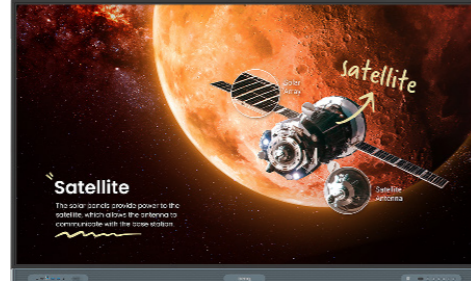 Solar
Array
satellite
Satellite
Antenna
Satellite
The solar panels provide power to the
satellite, which allows the antenna to
communicate with the base station.